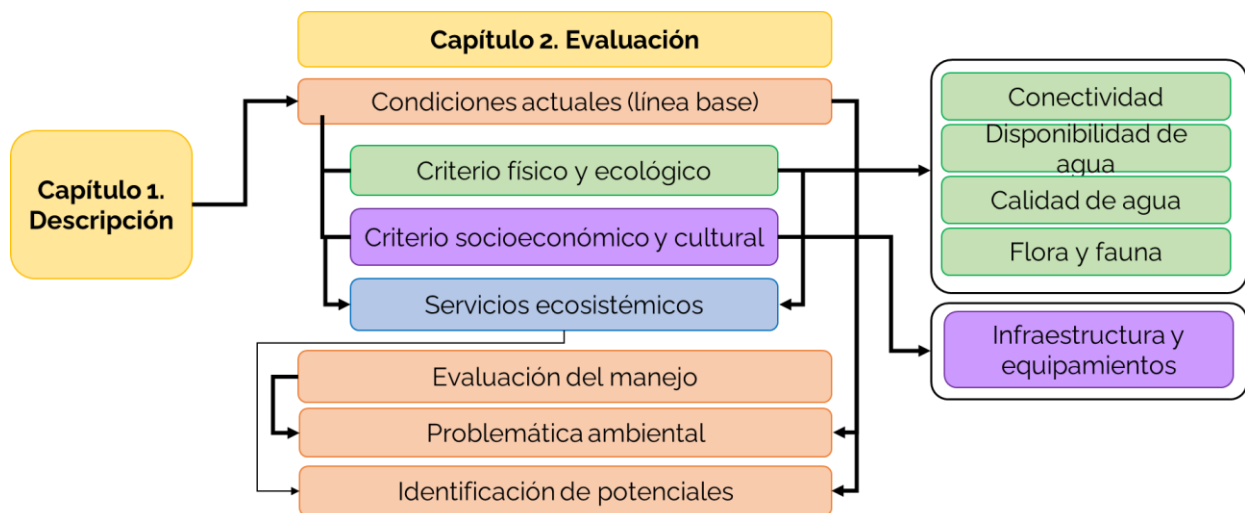 Capítulo 1.
Descripción
Capítulo 2. Evaluación
Condiciones actuales (línea base)
Criterio físico y ecológico
Criterio socioeconómico y cultural
Servicios ecosistémicos
Evaluación del manejo
Problemática ambiental
Identificación de potenciales
Conectividad
Disponibilidad de
agua
Calidad de agua
Flora y fauna
Infraestructura y
equipamientos